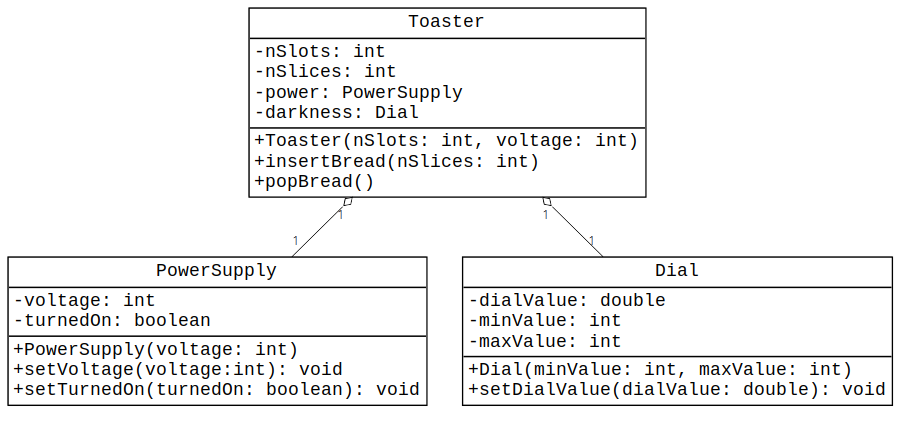 Toaster
-nSlots: int
-nSlices: int
-power: PowerSupply
-darkness: Dial
+Toaster(nSlots: int, voltage: int)
+insertBread(nSlices: int)
+popBread()
1
1
1
1
PowerSupply
-voltage: int
-turnedOn: boolean
+PowerSupply(voltage: int)
+setVoltage(voltage:int): void
+setTurnedOn(turnedOn: boolean): void
Dial
-dialValue: double
-minValue: int
-maxValue: int
+Dial(minValue: int, maxValue: int)
+setDialValue(dialValue: double): void